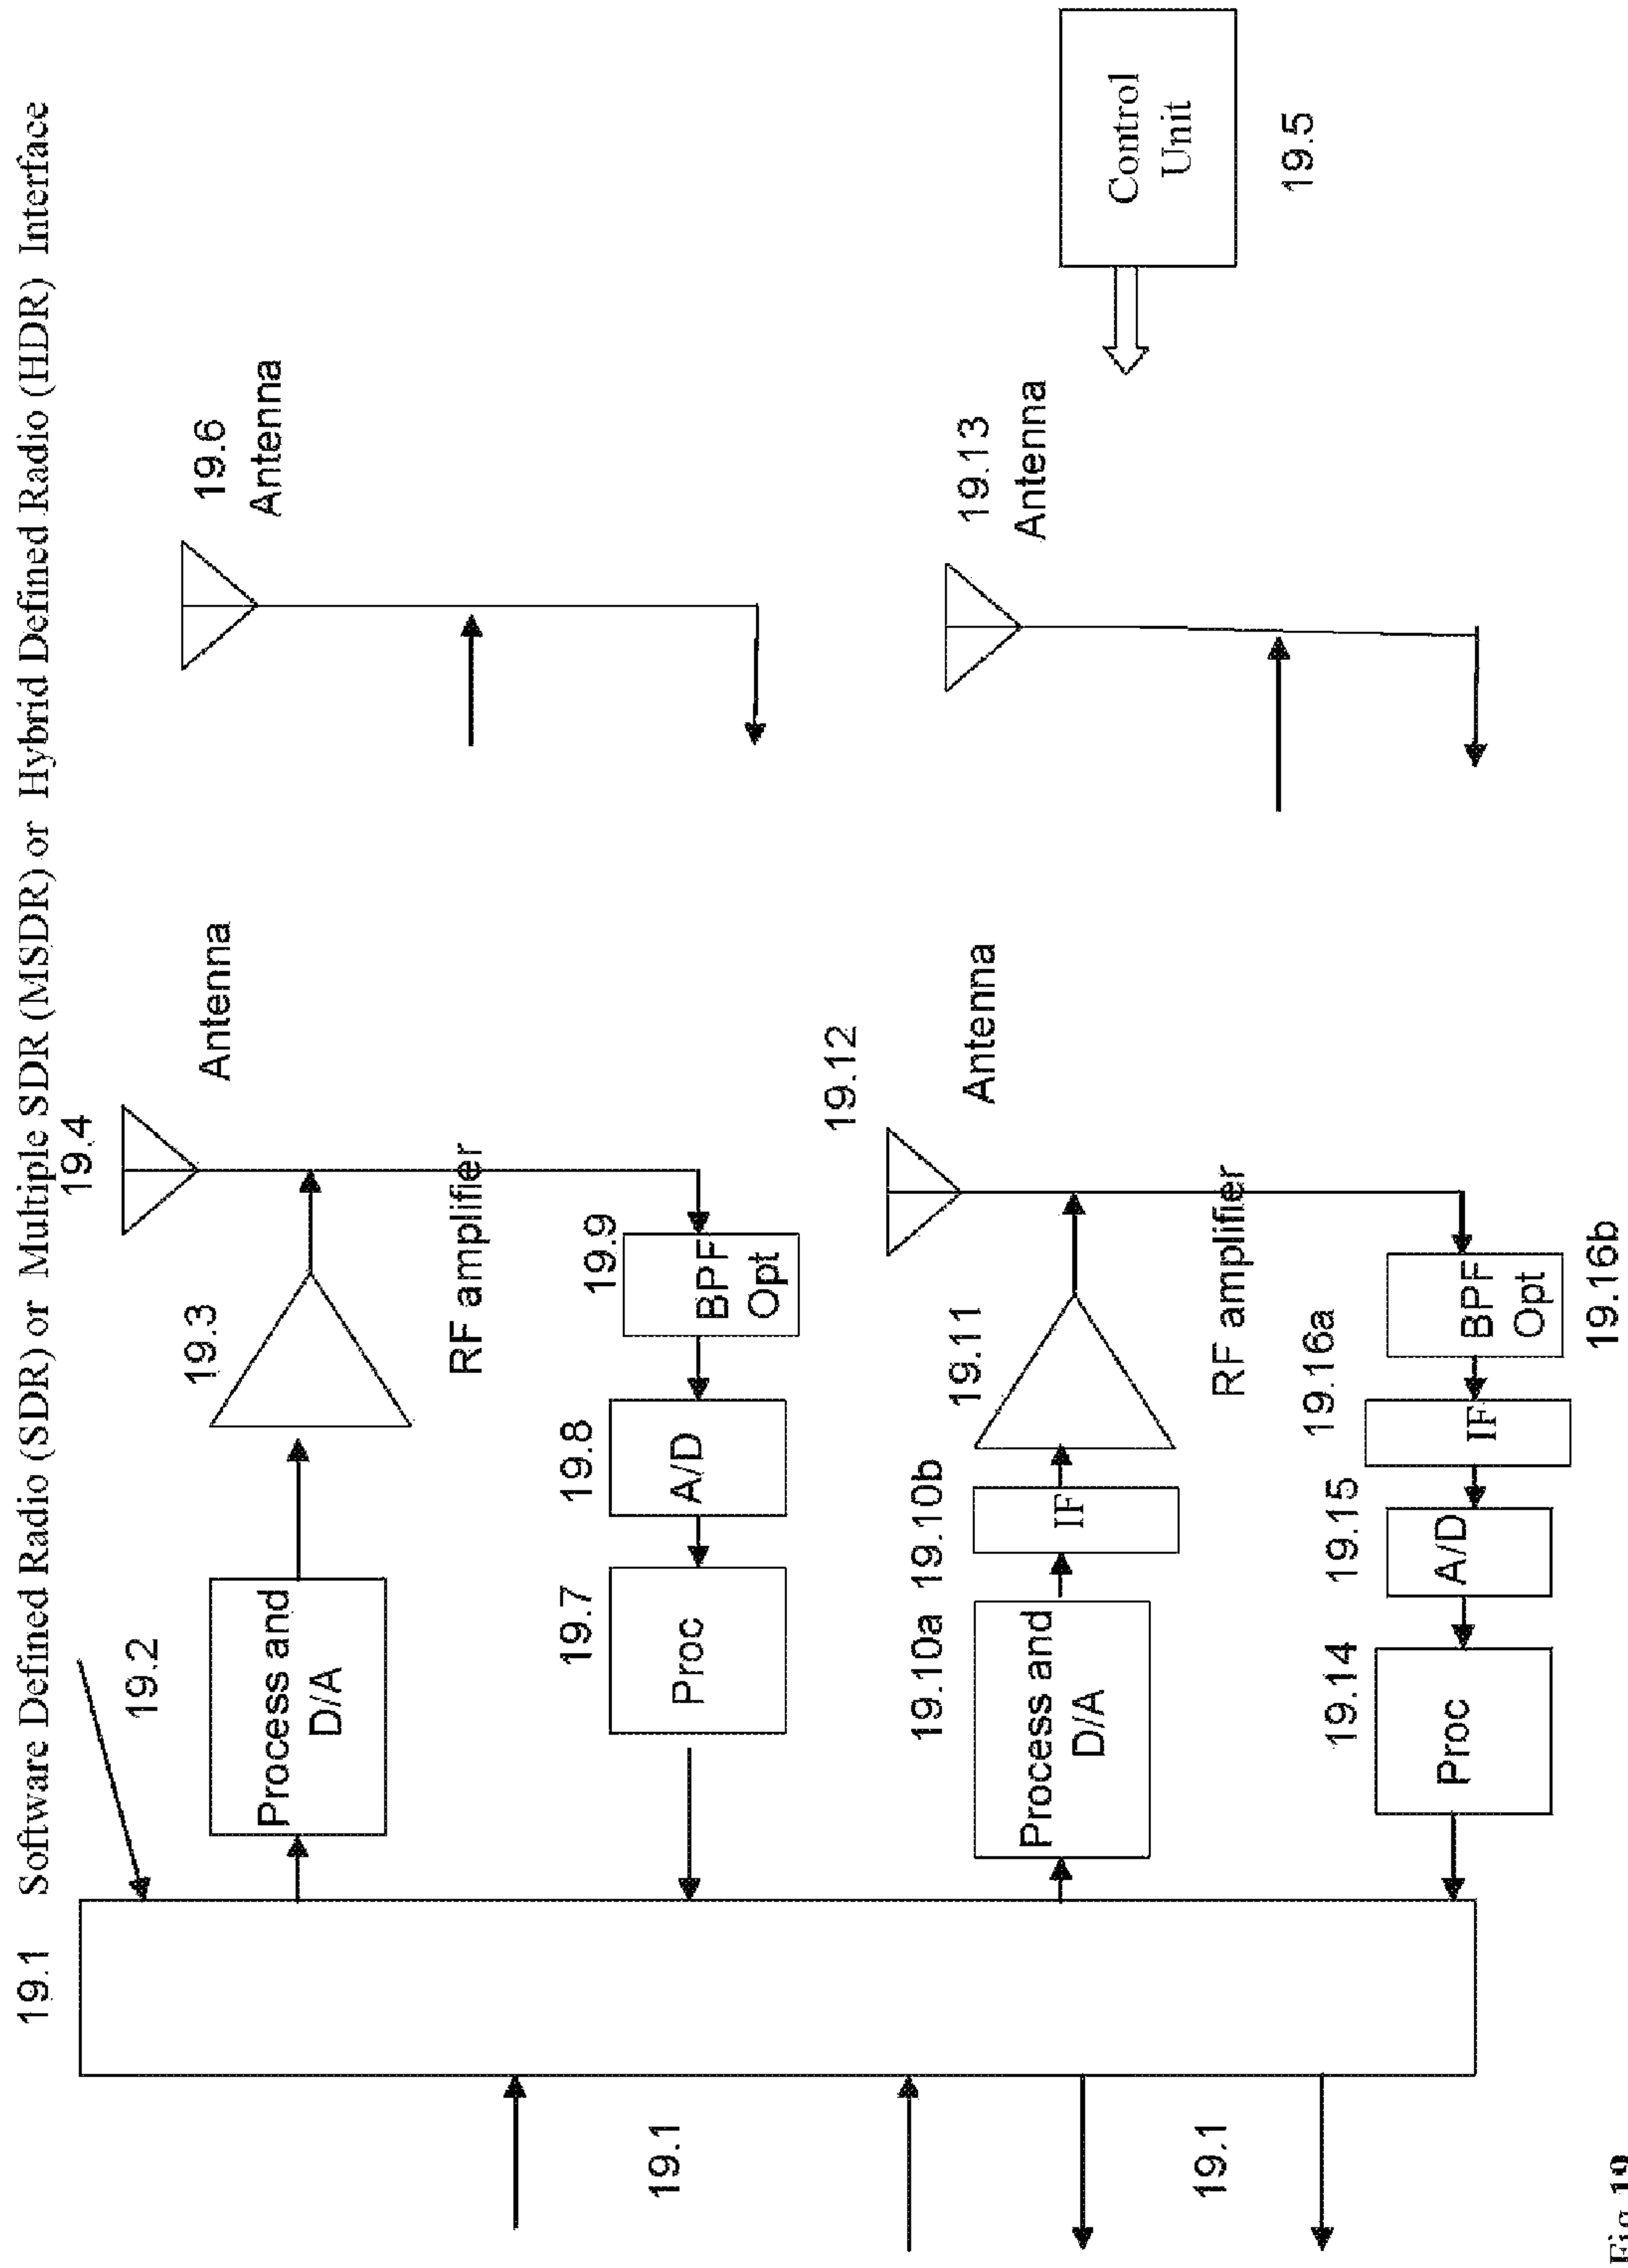 19.1 Software Defined Radio (SDR) or Multiple SDR (MSDR) or Hybrid Defined Radio (HDR) Interface
19.4
Antenna
19.6
Antenna
19.2
19.3
Process and
D/A
RF amplifier
19.7
19.8
19.9
Proc
A/D
BPF
Opt
19.1
19.12
Antenna
19.13
Antenna
19.10a
19.10b
19.11
Process and
D/A
IF
RF amplifier
Control
Unit
19.5
19.14
19.15
19.16a
Proc
A/D
IF
BPF
Opt
19.16b
19.1
Fig 19